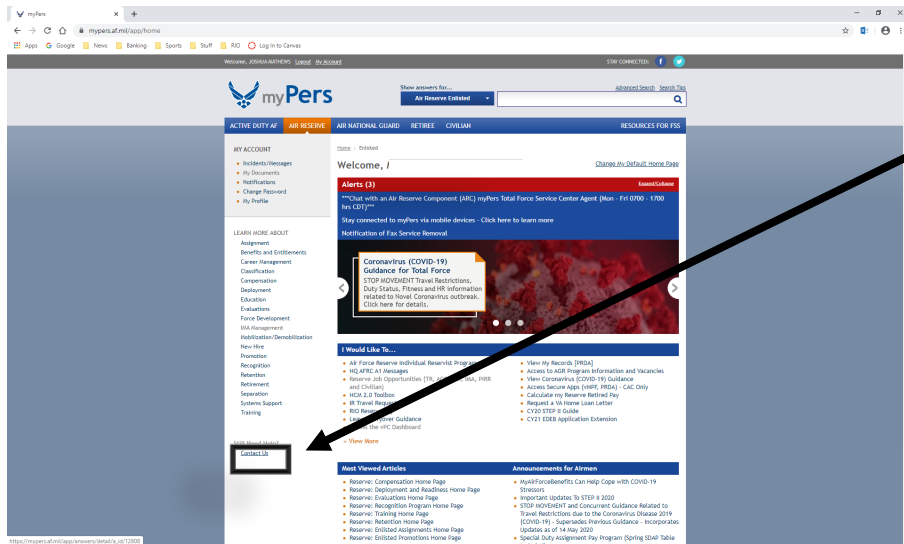 myPers
mypers.af.mil/app/home
Apps Google News Banking Sports Stuff RIO Log In to Canvas
Welcome, JOSHUA MATHEWS Logout My Account
STAY CONNECTED:
myPers
Show answers for...
Air Reserve Enlisted
Advanced Search Search Tips
ACTIVE DUTY AF AIR RESERVE AIR NATIONAL GUARD RETIREE CIVILIAN RESOURCES FOR FSS
MY ACCOUNT
Incidents/Messages
My Documents
Notifications
Change Password
My Profile
LEARN MORE ABOUT
Assignment
Benefits and Entitlements
Career Management
Classification
Compensation
Deployment
Education
Evaluations
Force Development
IMA Management
Mobilization/Demobilization
New Hire
Promotion
Recognition
Retention
Retirement
Separation
Systems Support
Training
Still Need Help?
Contact Us
Home : Enlisted
Welcome,
Change My Default Home Page
Alerts (3)
Expand/Collapse
***Chat with an Air Reserve Component (ARC) myPers Total Force Service Center Agent (Mon - Fri 0700 - 1700
hrs CDT)***
Stay connected to myPers via mobile devices - Click here to learn more
Notification of Fax Service Removal
Coronavirus (COVID-19)
Guidance for Total Force
STOP MOVEMENT Travel Restrictions,
Duty Status, Fitness and HR information
related to Novel Coronavirus outbreak.
Click here for details.
I Would Like To...
Air Force Reserve Individual Reservist Program
HQ AFRC A1 Messages
Reserve Job Opportunities (TR, IMA, PIRR
and Civilian)
HCM 2.0 Toolbox
IR Travel
RIO
Guidance
the vPC Dashboard
» View More
View My Records [PRDA]
Access to AGR Program Information and Vacancies
View Coronavirus (COVID-19) Guidance
Access Secure Apps (vMPF, PRDA) - CAC Only
Calculate my Reserve Retired Pay
Request a VA Home Loan Letter
CY20 STEP II Guide
CY21 EDEB Application Extension
Most Viewed Articles
Reserve: Compensation Home Page
Reserve: Deployment and Readiness Home Page
Reserve: Evaluations Home Page
Reserve: Recognition Program Home Page
Reserve: Training Home Page
Reserve: Retention Home Page
Reserve: Enlisted Assignments Home Page
Reserve: Enlisted Promotions Home Page
Announcements for Airmen
MyAirForceBenefits Can Help Cope with COVID-19
Stressors
Important Updates To STEP II 2020
STOP MOVEMENT and Concurrent Guidance Related to
Travel Restrictions due to the Coronavirus Disease 2019
(COVID-19) - Supersedes Previous Guidance - Incorporates
Updates as of 14 May 2020
Special Duty Assignment Pay Program (Spring SDAP Table
https://mypers.af.mil/app/answers/detail/a_id/12808